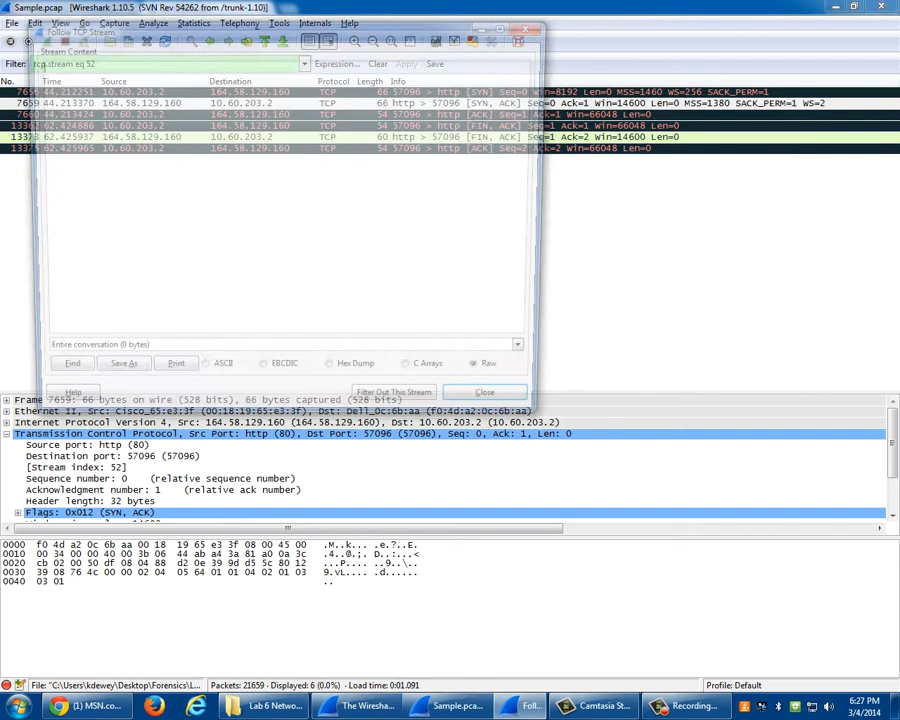 Sample.pcap [Wireshark 1.10.5 (SVN Rev 54262 from /trunk-1.10)]
File Edit View Go Capture Analyze Statistics Telephony Tools Internals Help
Follow TCP Stream
Stream Content
Filter: tcp.stream eq 52 Expression... Clear Apply Save
No. Time Source Destination Protocol Length Info
44.212251 10.60.203.2 164.58.129.160 TCP 66 57096 > http [SYN] Seq=0 Win=8192 Len=0 MSS=1460 WS=256 SACK_PERM=1
7659 44.213370 164.58.129.160 10.60.203.2 TCP 66 http > 57096 [SYN, ACK] Seq=0 Ack=1 Win=14600 Len=0 MSS=1380 SACK_PERM=1 WS=2
7660 44.213424 10.60.203.2 164.58.129.160 TCP 54 57096 > http [ACK] Seq=1 Ack=1 Win=66048 Len=0
62.424886 10.60.203.2 164.58.129.160 TCP 54 57096 > http [FIN, ACK] Seq=1 Ack=1 Win=66048 Len=0
62.425937 164.58.129.160 10.60.203.2 TCP 60 http > 57096 [FIN, ACK] Seq=1 Ack=2 Win=14600 Len=0
62.425965 10.60.203.2 164.58.129.160 TCP 54 57096 > http [ACK] Seq=2 Ack=2 Win=66048 Len=0
Entire conversation (0 bytes)
Find Save As Print ASCII EBCDIC Hex Dump C Arrays Raw
Help Filter Out This Stream Close
Frame 7659: 66 bytes on wire (528 bits), 66 bytes captured (528 bits)
Ethernet II, Src: Cisco_65:e3:3f (00:18:19:65:e3:3f), Dst: Dell_0c:6b:aa (f0:4d:a2:0c:6b:aa)
Internet Protocol Version 4, Src: 164.58.129.160 (164.58.129.160), Dst: 10.60.203.2 (10.60.203.2)
Transmission Control Protocol, Src Port: http (80), Dst Port: 57096 (57096), Seq: 0, Ack: 1, Len: 0
Source port: http (80)
Destination port: 57096 (57096)
[Stream index: 52]
Sequence number: 0 (relative sequence number)
Acknowledgment number: 1 (relative ack number)
Header length: 32 bytes
Flags: 0x012 (SYN, ACK)
0000 f0 4d a2 0c 6b aa 00 18 19 65 e3 3f 08 00 45 00 .M..k... .e.?..E.
0010 00 34 00 00 40 00 3b 06 44 ab a4 3a 81 a0 0a 3c .4..@.;. D..:...<
0020 cb 02 00 50 df 08 04 88 d2 0e 39 9d d5 5c 80 12 ...P.... ..9..\..
0030 39 08 76 4c 00 00 02 04 05 64 01 01 04 02 01 03 9.vL.... .d......
0040 03 01 ..
File: "C:\Users\kdewey\Desktop\Forensics\L... Packets: 21659 · Displayed: 6 (0.0%) · Load time: 0:01.091 Profile: Default
(1) MSN.co... Lab 6 Netwo... The Wiresha... Sample.pca... Foll... Camtasia St... Recording...
6:27 PM
3/4/2014